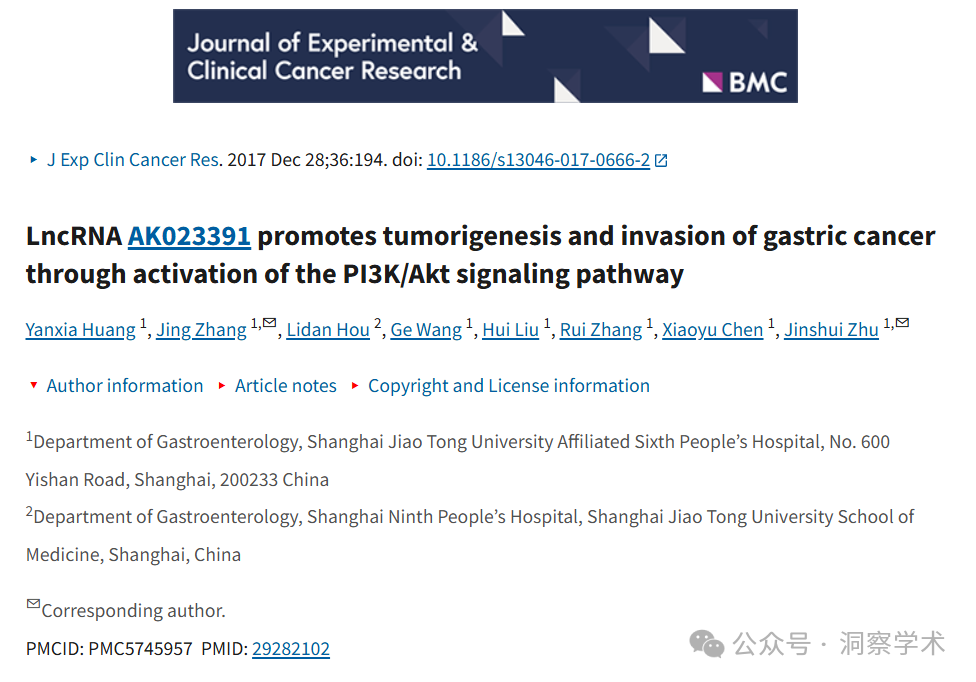 Journal of Experimental &
Clinical Cancer Research
BMC
J Exp Clin Cancer Res. 2017 Dec 28;36:194. doi: 10.1186/s13046-017-0666-2
LncRNA AK023391 promotes tumorigenesis and invasion of gastric cancer
through activation of the PI3K/Akt signaling pathway
Yanxia Huang 1, Jing Zhang 1,✉, Lidan Hou 2, Ge Wang 1, Hui Liu 1, Rui Zhang 1, Xiaoyu Chen 1, Jinshui Zhu 1,✉
Author information Article notes Copyright and License information
1Department of Gastroenterology, Shanghai Jiao Tong University Affiliated Sixth People’s Hospital, No. 600
Yishan Road, Shanghai, 200233 China
2Department of Gastroenterology, Shanghai Ninth People’s Hospital, Shanghai Jiao Tong University School of
Medicine, Shanghai, China
✉Corresponding author.
PMCID: PMC5745957 PMID: 29282102
公众号 · 洞察学术